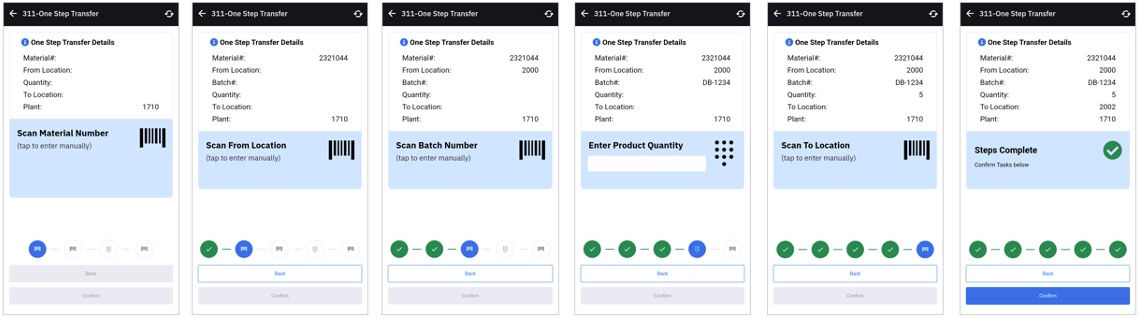 311-One Step Transfer
One Step Transfer Details
Material#:
From Location:
Quantity:
To Location:
Plant: 1710
Scan Material Number
(tap to enter manually)
Back
Confirm
311-One Step Transfer
One Step Transfer Details
Material#: 2321044
From Location:
Batch#:
Quantity:
To Location:
Plant: 1710
Scan From Location
(tap to enter manually)
Back
Confirm
311-One Step Transfer
One Step Transfer Details
Material#: 2321044
From Location: 2000
Batch#:
Quantity:
To Location:
Plant: 1710
Scan Batch Number
(tap to enter manually)
Back
Confirm
311-One Step Transfer
One Step Transfer Details
Material#: 2321044
From Location: 2000
Batch#: DB-1234
Quantity:
To Location:
Plant: 1710
Enter Product Quantity
Back
Confirm
311-One Step Transfer
One Step Transfer Details
Material#: 2321044
From Location: 2000
Batch#: DB-1234
Quantity: 5
To Location:
Plant: 1710
Scan To Location
(tap to enter manually)
Back
Confirm
311-One Step Transfer
One Step Transfer Details
Material#: 2321044
From Location: 2000
Batch#: DB-1234
Quantity: 5
To Location: 2002
Plant: 1710
Steps Complete
Confirm Tasks below
Back
Confirm